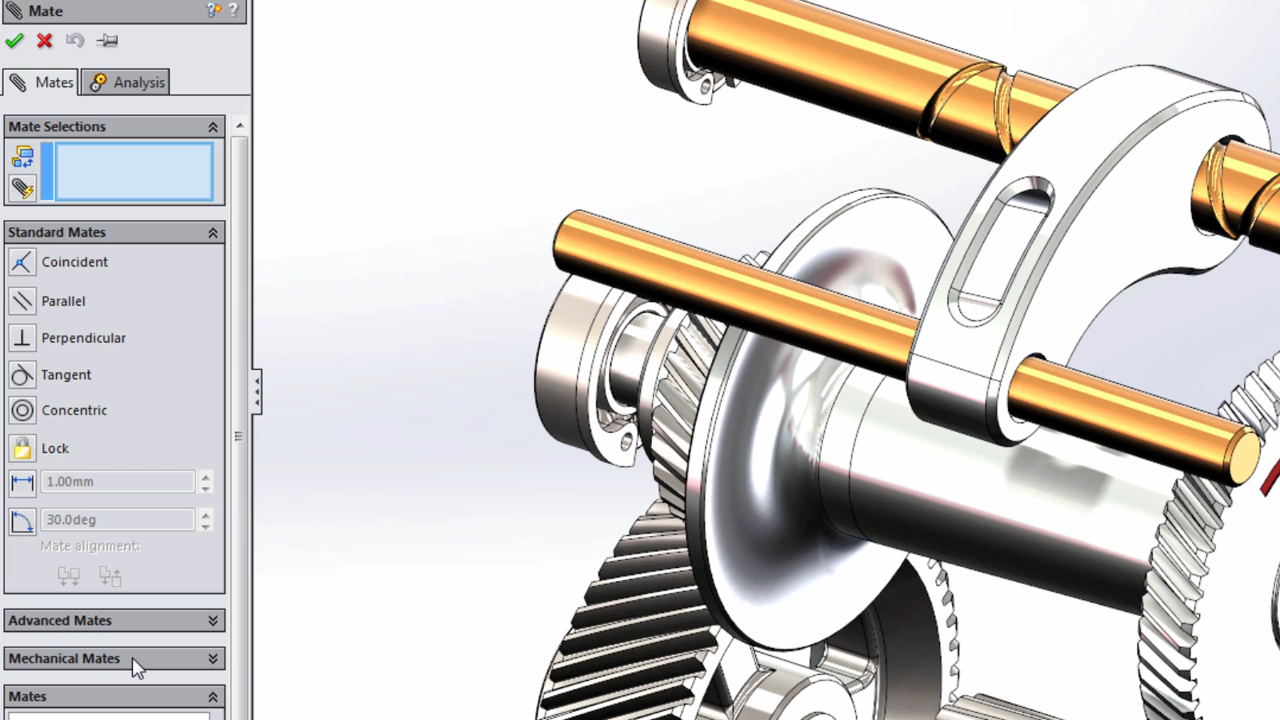 Mate
Mates
Analysis
Mate Selections
Standard Mates
Coincident
Parallel
Perpendicular
Tangent
Concentric
Lock
1.00mm
30.0deg
Mate alignment:
Advanced Mates
Mechanical Mates
Mates